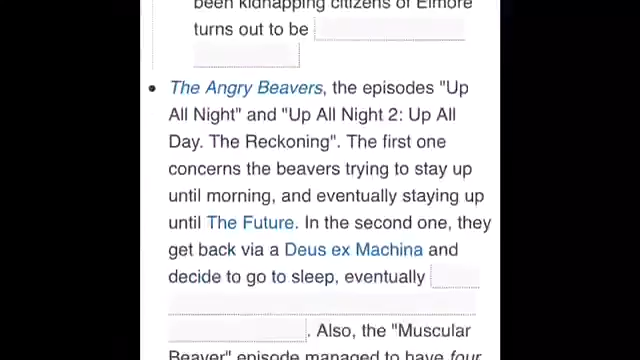 been kidnapping citizens of Elmore
turns out to be
• The Angry Beavers, the episodes "Up
All Night" and "Up All Night 2: Up All
Day. The Reckoning". The first one
concerns the beavers trying to stay up
until morning, and eventually staying up
until The Future. In the second one, they
get back via a Deus ex Machina and
decide to go to sleep, eventually
. Also, the "Muscular
Beaver" episode managed to have four